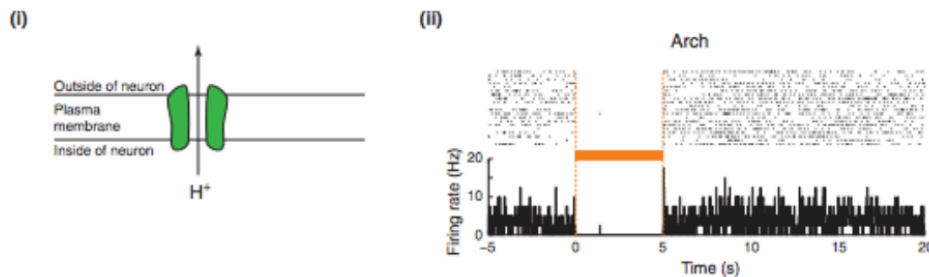 (i)
Outside of neuron
Plasma
membrane
Inside of neuron
H⁺
(ii)
Arch
Firing rate (Hz)
20
10
0
−5
0
5
10
15
20
Time (s)